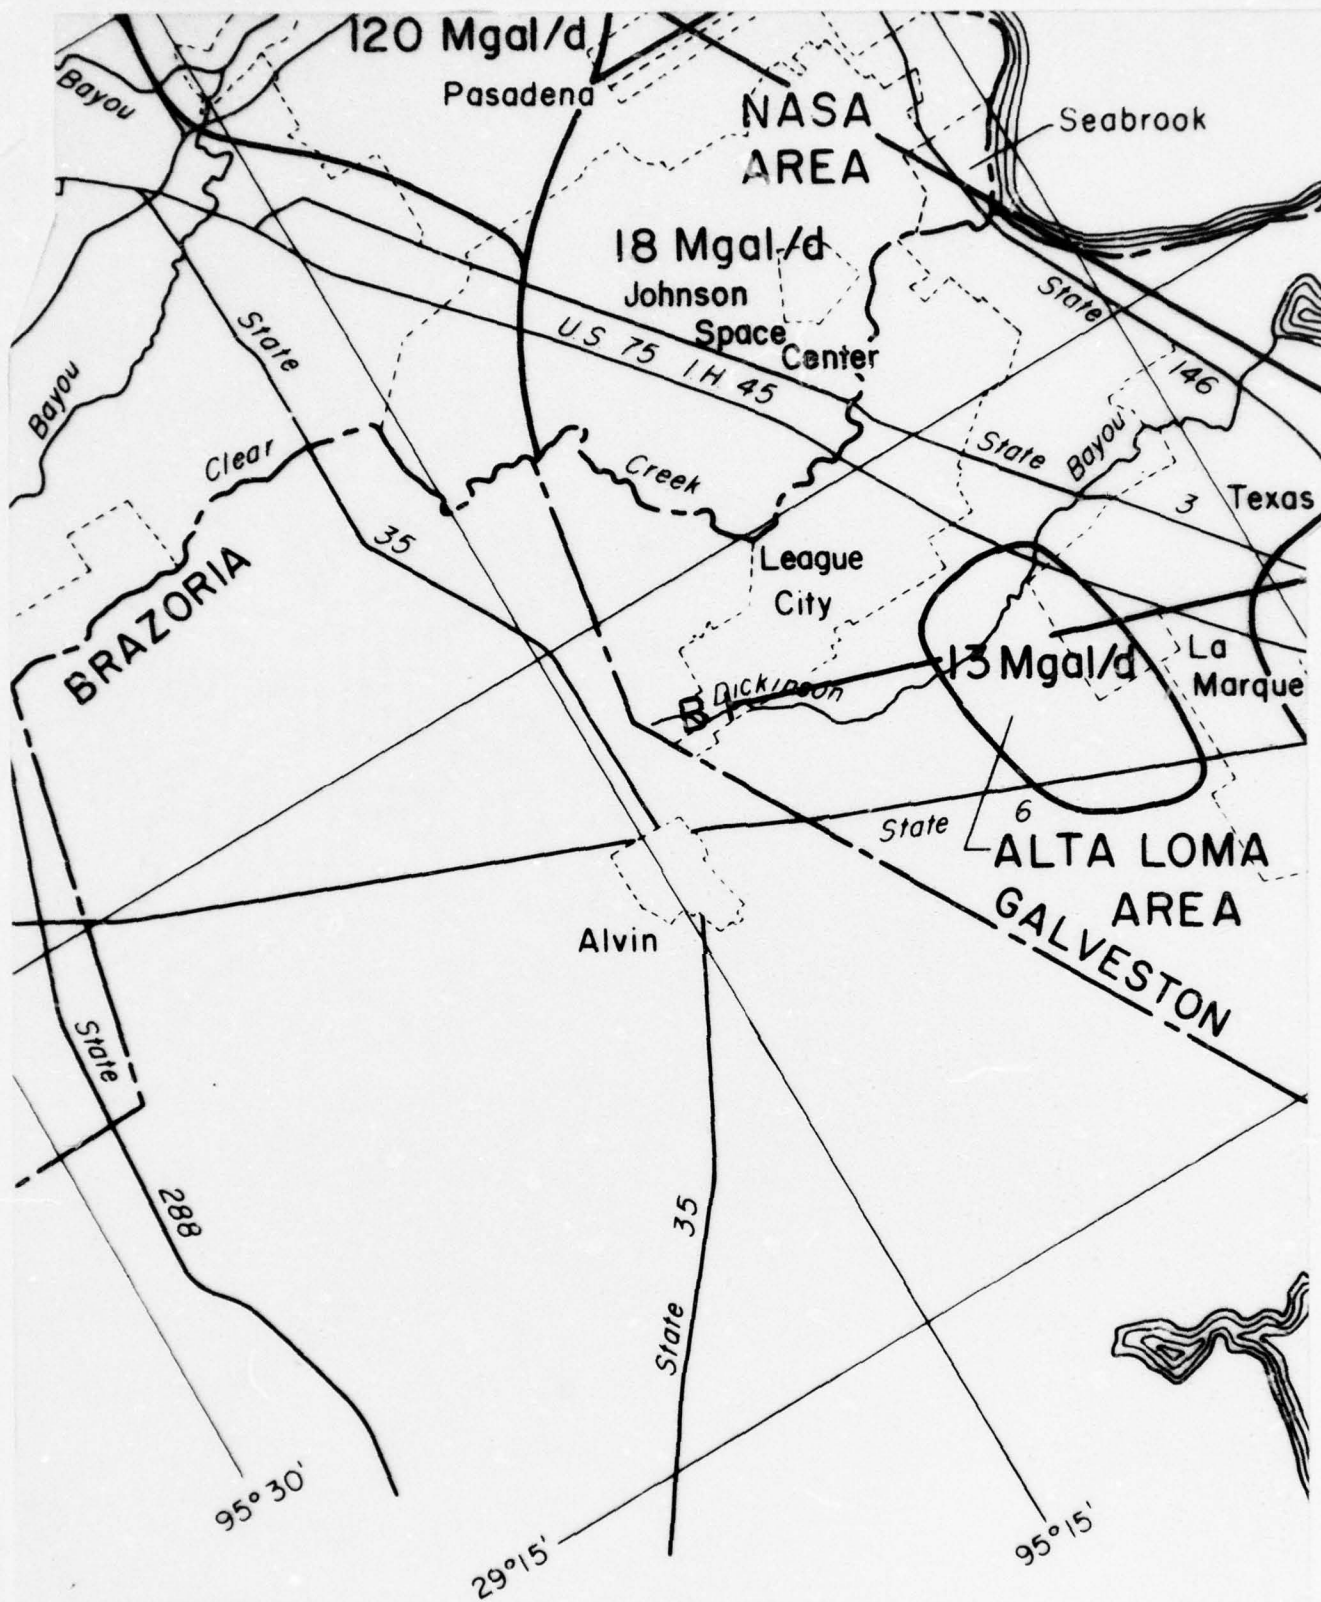 120 Mgal/d
Pasadena
Bayou
NASA
AREA
Seabrook
18 Mgal/d
Johnson
Space
Center
State
146
U.S. 75 I.H. 45
State
Bayou
Clear
Creek
State
3
Bayou
Texas
35
League
City
BRAZORIA
13 Mgal/d
La
Marque
Dickinson
B
State 6
ALTA LOMA
AREA
GALVESTON
Alvin
State
288
35
State
95°30'
29°15'
95°15'